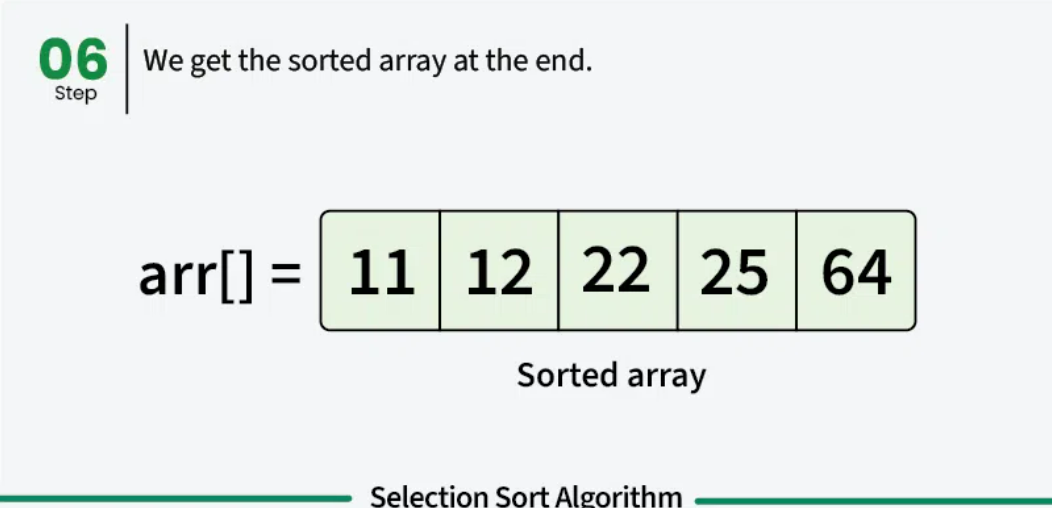 06
Step
We get the sorted array at the end.
arr[] = 11 12 22 25 64
Sorted array
Selection Sort Algorithm